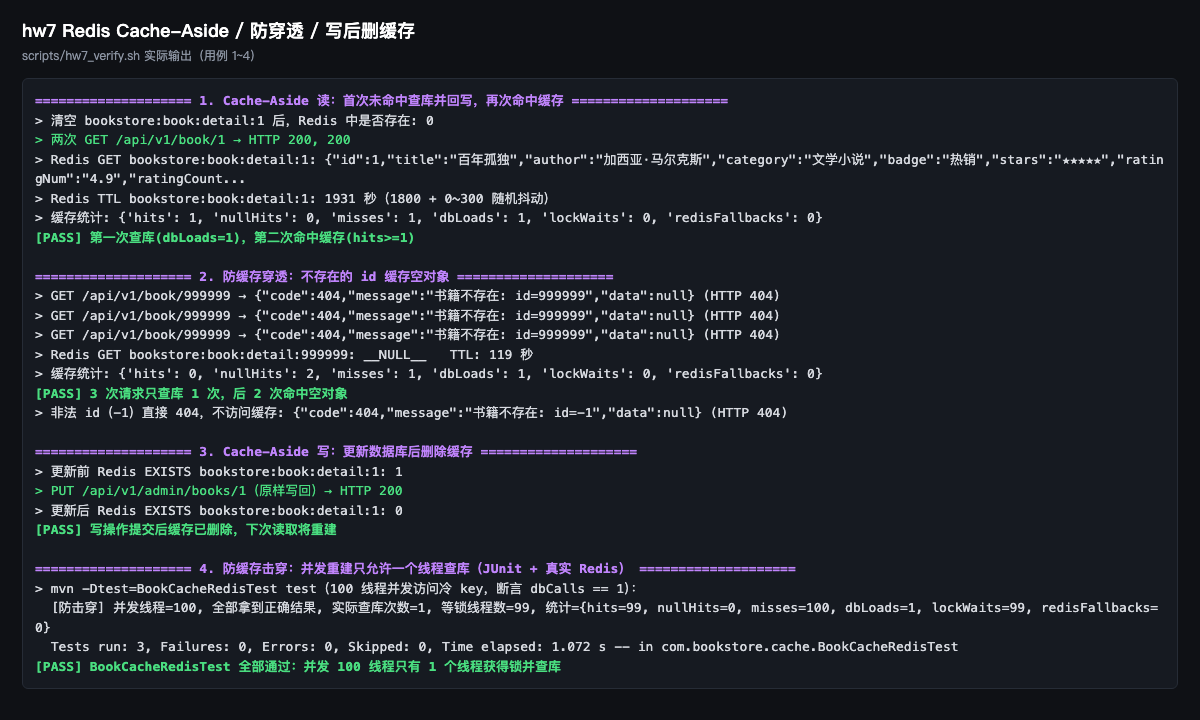 hw7 Redis Cache-Aside / 防穿透 / 写后删缓存
scripts/hw7_verify.sh 实际输出（用例 1~4）
==================== 1. Cache-Aside 读: 首次未命中查库并回写，再次命中缓存 ====================
> 清空 bookstore:book:detail:1 后，Redis 中是否存在: 0
> 两次 GET /api/v1/book/1 → HTTP 200, 200
> Redis GET bookstore:book:detail:1: {"id":1,"title":"百年孤独","author":"加西亚·马尔克斯","category":"文学小说","badge":"热销","stars":"★★★★★","ratin
gNum":"4.9","ratingCount...
> Redis TTL bookstore:book:detail:1: 1931 秒（1800 + 0~300 随机抖动）
> 缓存统计: {'hits': 1, 'nullHits': 0, 'misses': 1, 'dbLoads': 1, 'lockWaits': 0, 'redisFallbacks': 0}
[PASS] 第一次查库(dbLoads=1)，第二次命中缓存(hits>=1)
==================== 2. 防缓存穿透: 不存在的 id 缓存空对象 ====================
> GET /api/v1/book/999999 → {"code":404,"message":"书籍不存在: id=999999","data":null} (HTTP 404)
> GET /api/v1/book/999999 → {"code":404,"message":"书籍不存在: id=999999","data":null} (HTTP 404)
> GET /api/v1/book/999999 → {"code":404,"message":"书籍不存在: id=999999","data":null} (HTTP 404)
> Redis GET bookstore:book:detail:999999: __NULL__   TTL: 119 秒
> 缓存统计: {'hits': 0, 'nullHits': 2, 'misses': 1, 'dbLoads': 1, 'lockWaits': 0, 'redisFallbacks': 0}
[PASS] 3 次请求只查库 1 次，后 2 次命中空对象
> 非法 id（-1）直接 404，不访问缓存: {"code":404,"message":"书籍不存在: id=-1","data":null} (HTTP 404)
==================== 3. Cache-Aside 写: 更新数据库后删除缓存 ====================
> 更新前 Redis EXISTS bookstore:book:detail:1: 1
> PUT /api/v1/admin/books/1（原样写回）→ HTTP 200
> 更新后 Redis EXISTS bookstore:book:detail:1: 0
[PASS] 写操作提交后缓存已删除，下次读取将重建
==================== 4. 防缓存击穿: 并发重建只允许一个线程查库（JUnit + 真实 Redis） ====================
> mvn -Dtest=BookCacheRedisTest test（100 线程并发访问冷 key，断言 dbCalls == 1）:
[防击穿] 并发线程=100, 全部拿到正确结果, 实际查库次数=1, 等锁线程数=99, 统计={hits=99, nullHits=0, misses=100, dbLoads=1, lockWaits=99, redisFallbacks=
0}
Tests run: 3, Failures: 0, Errors: 0, Skipped: 0, Time elapsed: 1.072 s -- in com.bookstore.cache.BookCacheRedisTest
[PASS] BookCacheRedisTest 全部通过: 并发 100 线程只有 1 个线程获得锁并查库